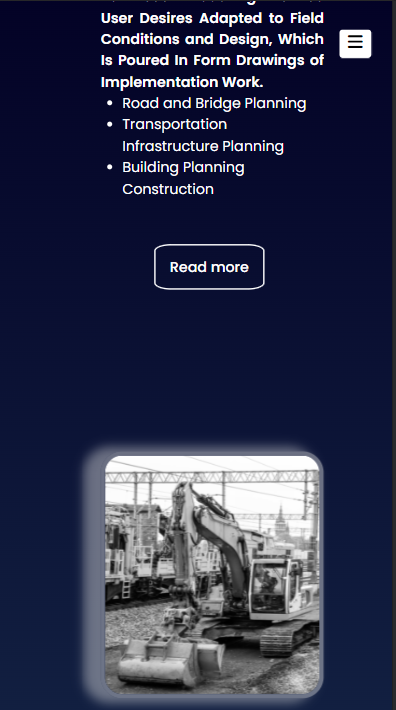 User Desires Adapted to Field
Conditions and Design, Which
Is Poured In Form Drawings of
Implementation Work.
• Road and Bridge Planning
• Transportation
Infrastructure Planning
• Building Planning
Construction
Read more